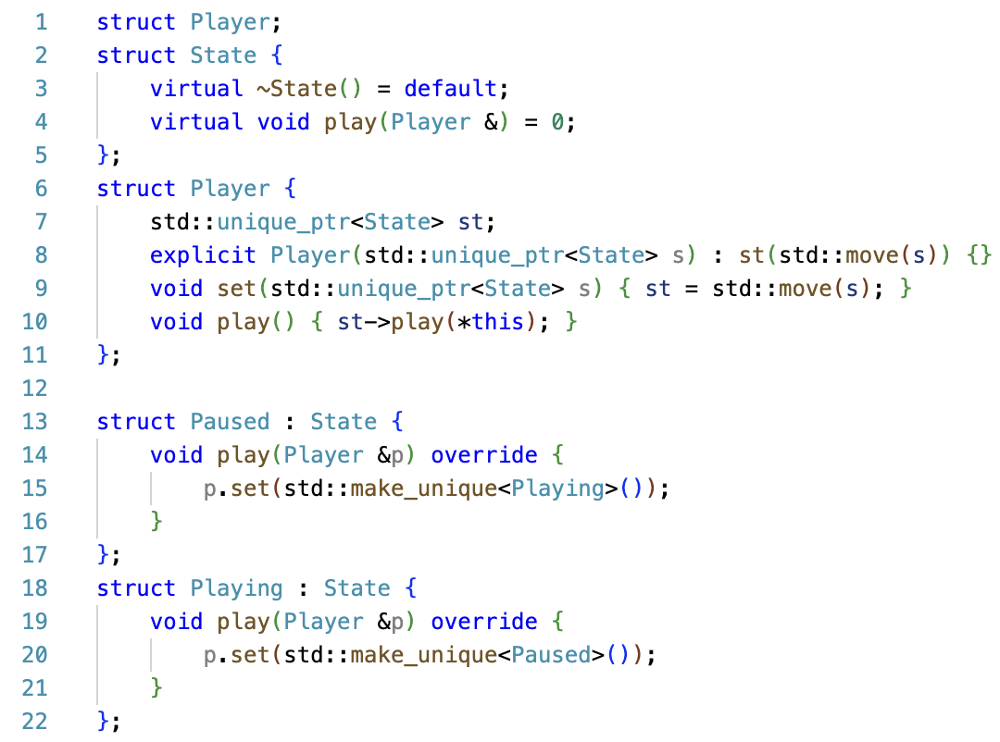 1 struct Player;
2 struct State {
3     virtual ~State() = default;
4     virtual void play(Player &) = 0;
5 };
6 struct Player {
7     std::unique_ptr<State> st;
8     explicit Player(std::unique_ptr<State> s) : st(std::move(s)) {}
9     void set(std::unique_ptr<State> s) { st = std::move(s); }
10     void play() { st->play(*this); }
11 };
12
13 struct Paused : State {
14     void play(Player &p) override {
15         p.set(std::make_unique<Playing>());
16     }
17 };
18 struct Playing : State {
19     void play(Player &p) override {
20         p.set(std::make_unique<Paused>());
21     }
22 };